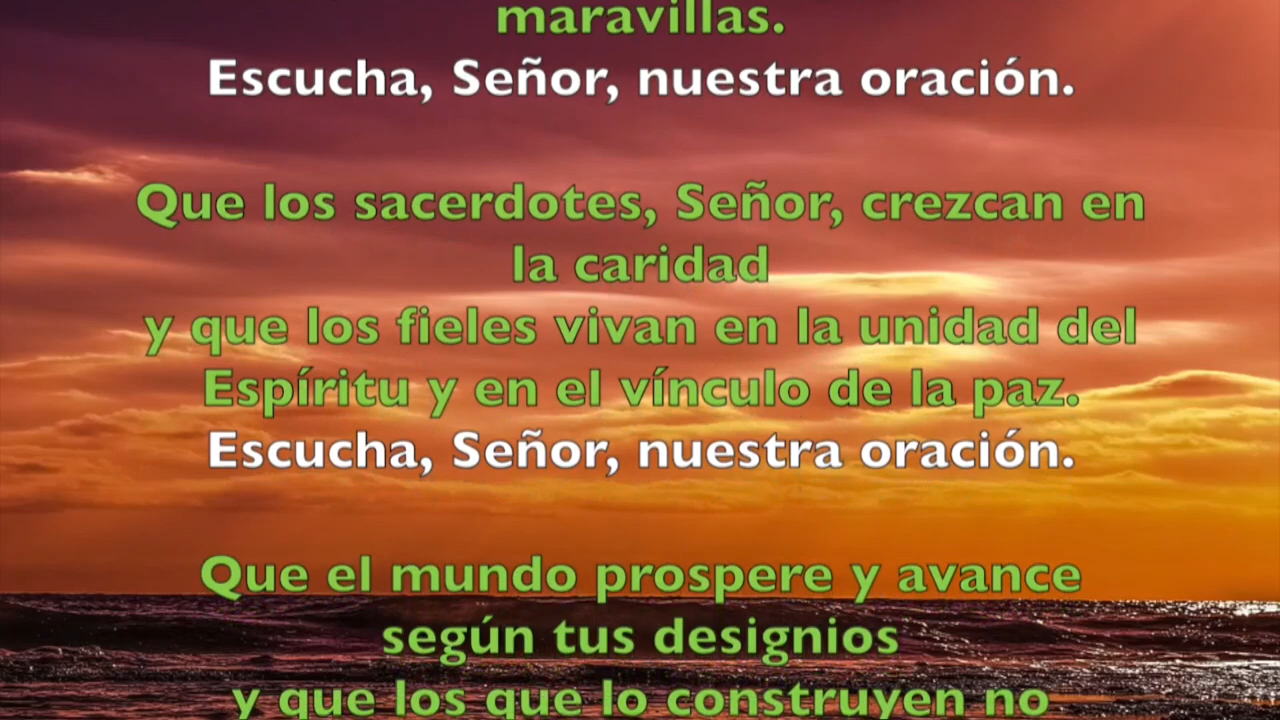 maravillas.
Escucha, Señor, nuestra oración.
Que los sacerdotes, Señor, crezcan en
la caridad
y que los fieles vivan en la unidad del
Espíritu y en el vínculo de la paz.
Escucha, Señor, nuestra oración.
Que el mundo prospere y avance
según tus designios
y que los que lo construyen no